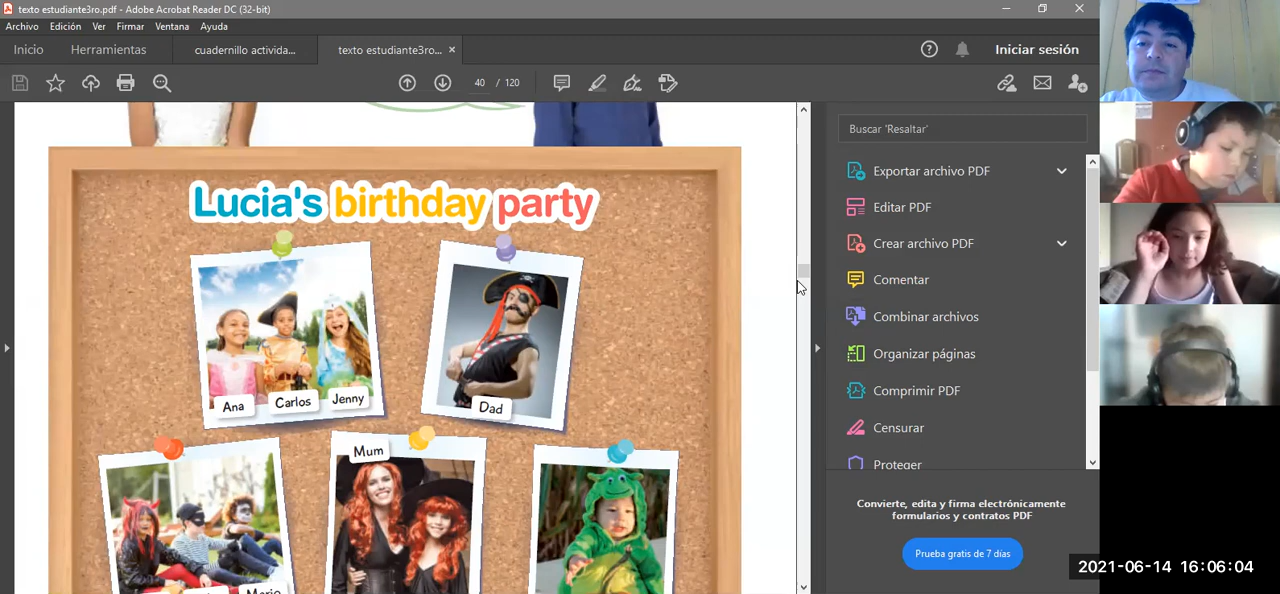 texto estudiante3ro.pdf - Adobe Acrobat Reader DC (32-bit)
Archivo Edición Ver Firmar Ventana Ayuda
Inicio Herramientas cuadernillo activida... texto estudiante3ro... × Iniciar sesión
40 / 120
Buscar 'Resaltar'
Exportar archivo PDF
Editar PDF
Crear archivo PDF
Comentar
Combinar archivos
Organizar páginas
Comprimir PDF
Censurar
Proteger
Convierte, edita y firma electrónicamente
formularios y contratos PDF
Prueba gratis de 7 días
Lucia's birthday party
Ana Carlos Jenny
Dad
Mum
2021-06-14 16:06:04